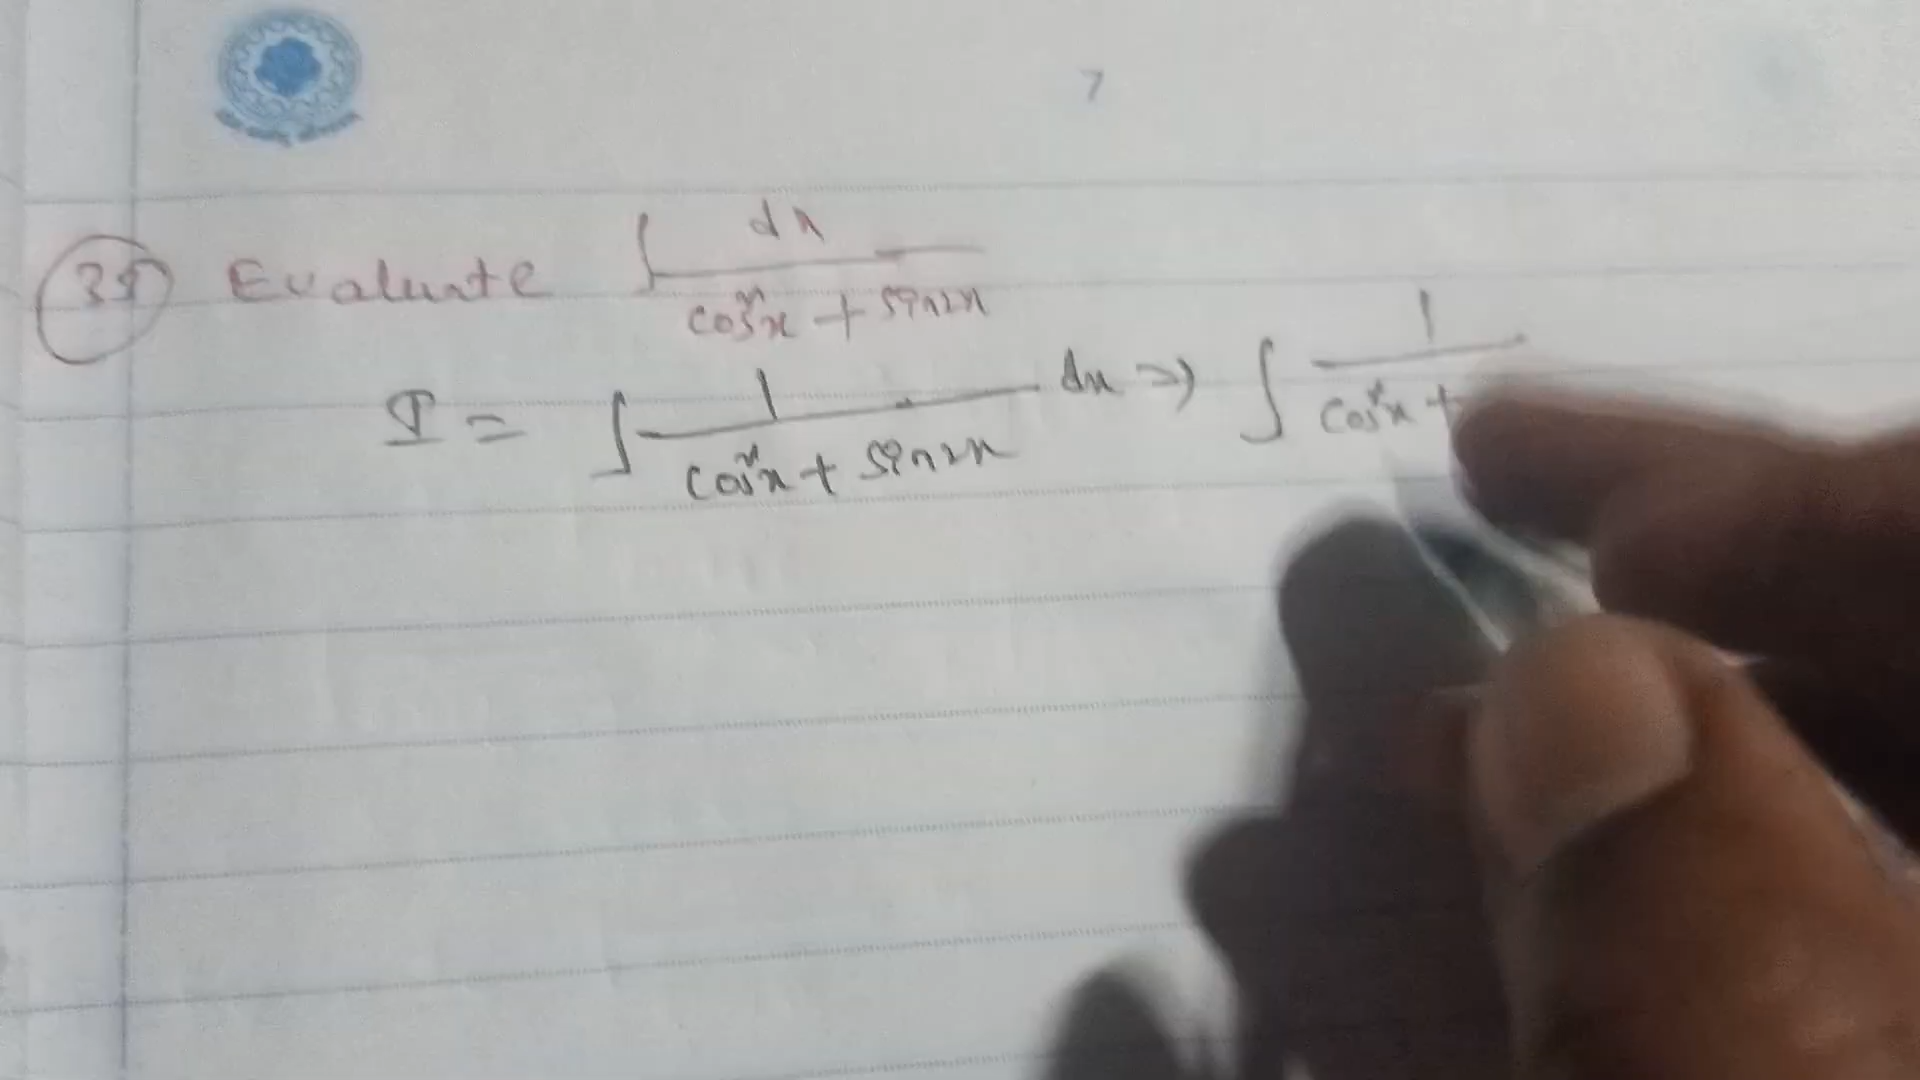 7
35 Evaluate ∫ dx / (cos²x + sin2x)
I = ∫ 1 / (cos²x + sin2x) dx ⇒ ∫ 1 / (cos²x +